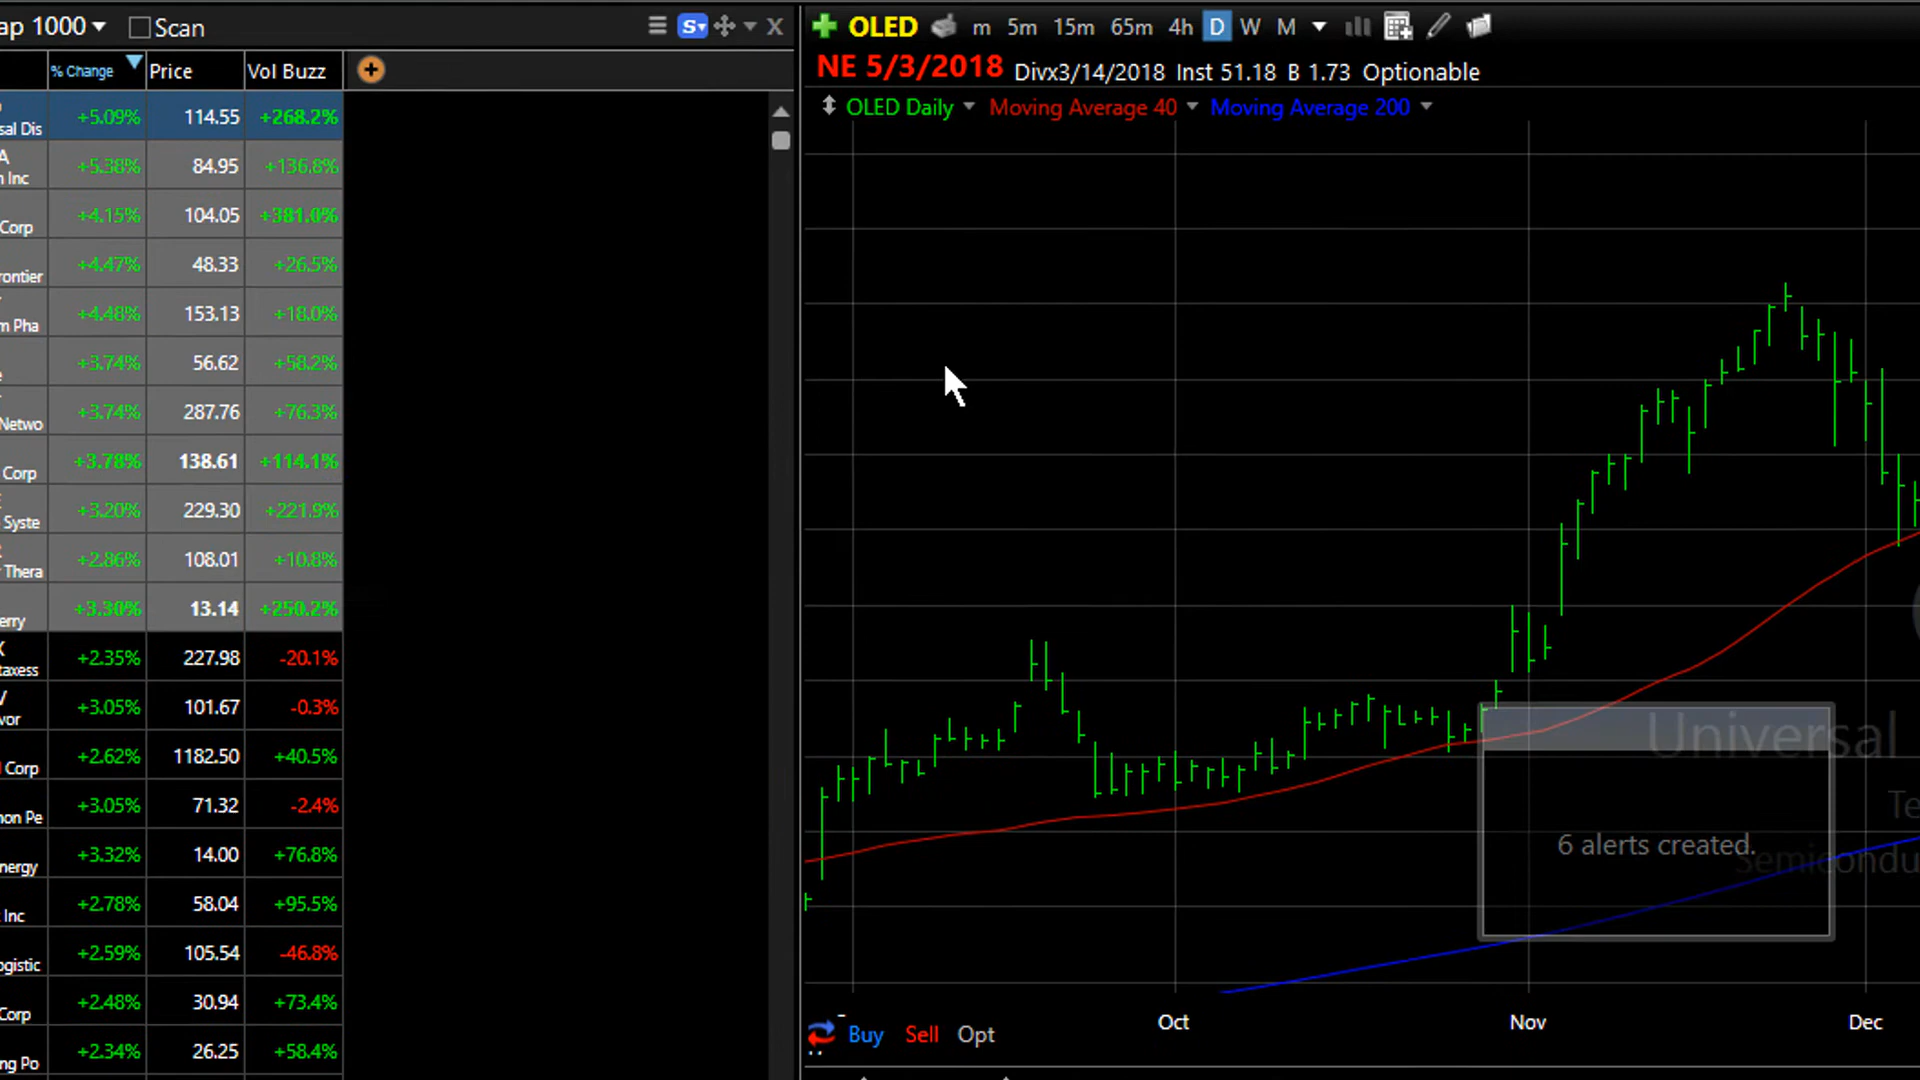 ap 1000 Scan
% Change Price Vol Buzz
sal Dis +5.09% 114.55 +268.2%
A
n Inc +5.38% 84.95 +136.8%
Corp +4.15% 104.05 +381.0%
rontier +4.47% 48.33 +26.5%
m Pha +4.48% 153.13 +18.0%
e +3.74% 56.62 +58.2%
Netwo +3.74% 287.76 +76.3%
Corp +3.78% 138.61 +114.1%
Syste +3.20% 229.30 +221.9%
Thera +2.86% 108.01 +10.8%
erry +3.30% 13.14 +250.2%
X
taxess +2.35% 227.98 -20.1%
V
vor +3.05% 101.67 -0.3%
Corp +2.62% 1182.50 +40.5%
non Pe +3.05% 71.32 -2.4%
nergy +3.32% 14.00 +76.8%
Inc +2.78% 58.04 +95.5%
ogistic +2.59% 105.54 -46.8%
Corp +2.48% 30.94 +73.4%
ng Po +2.34% 26.25 +58.4%
OLED m 5m 15m 65m 4h D W M
NE 5/3/2018 Divx3/14/2018 Inst 51.18 B 1.73 Optionable
OLED Daily Moving Average 40 Moving Average 200
Universal
Te
6 alerts created.
Semicondu
Oct Nov Dec
Buy Sell Opt